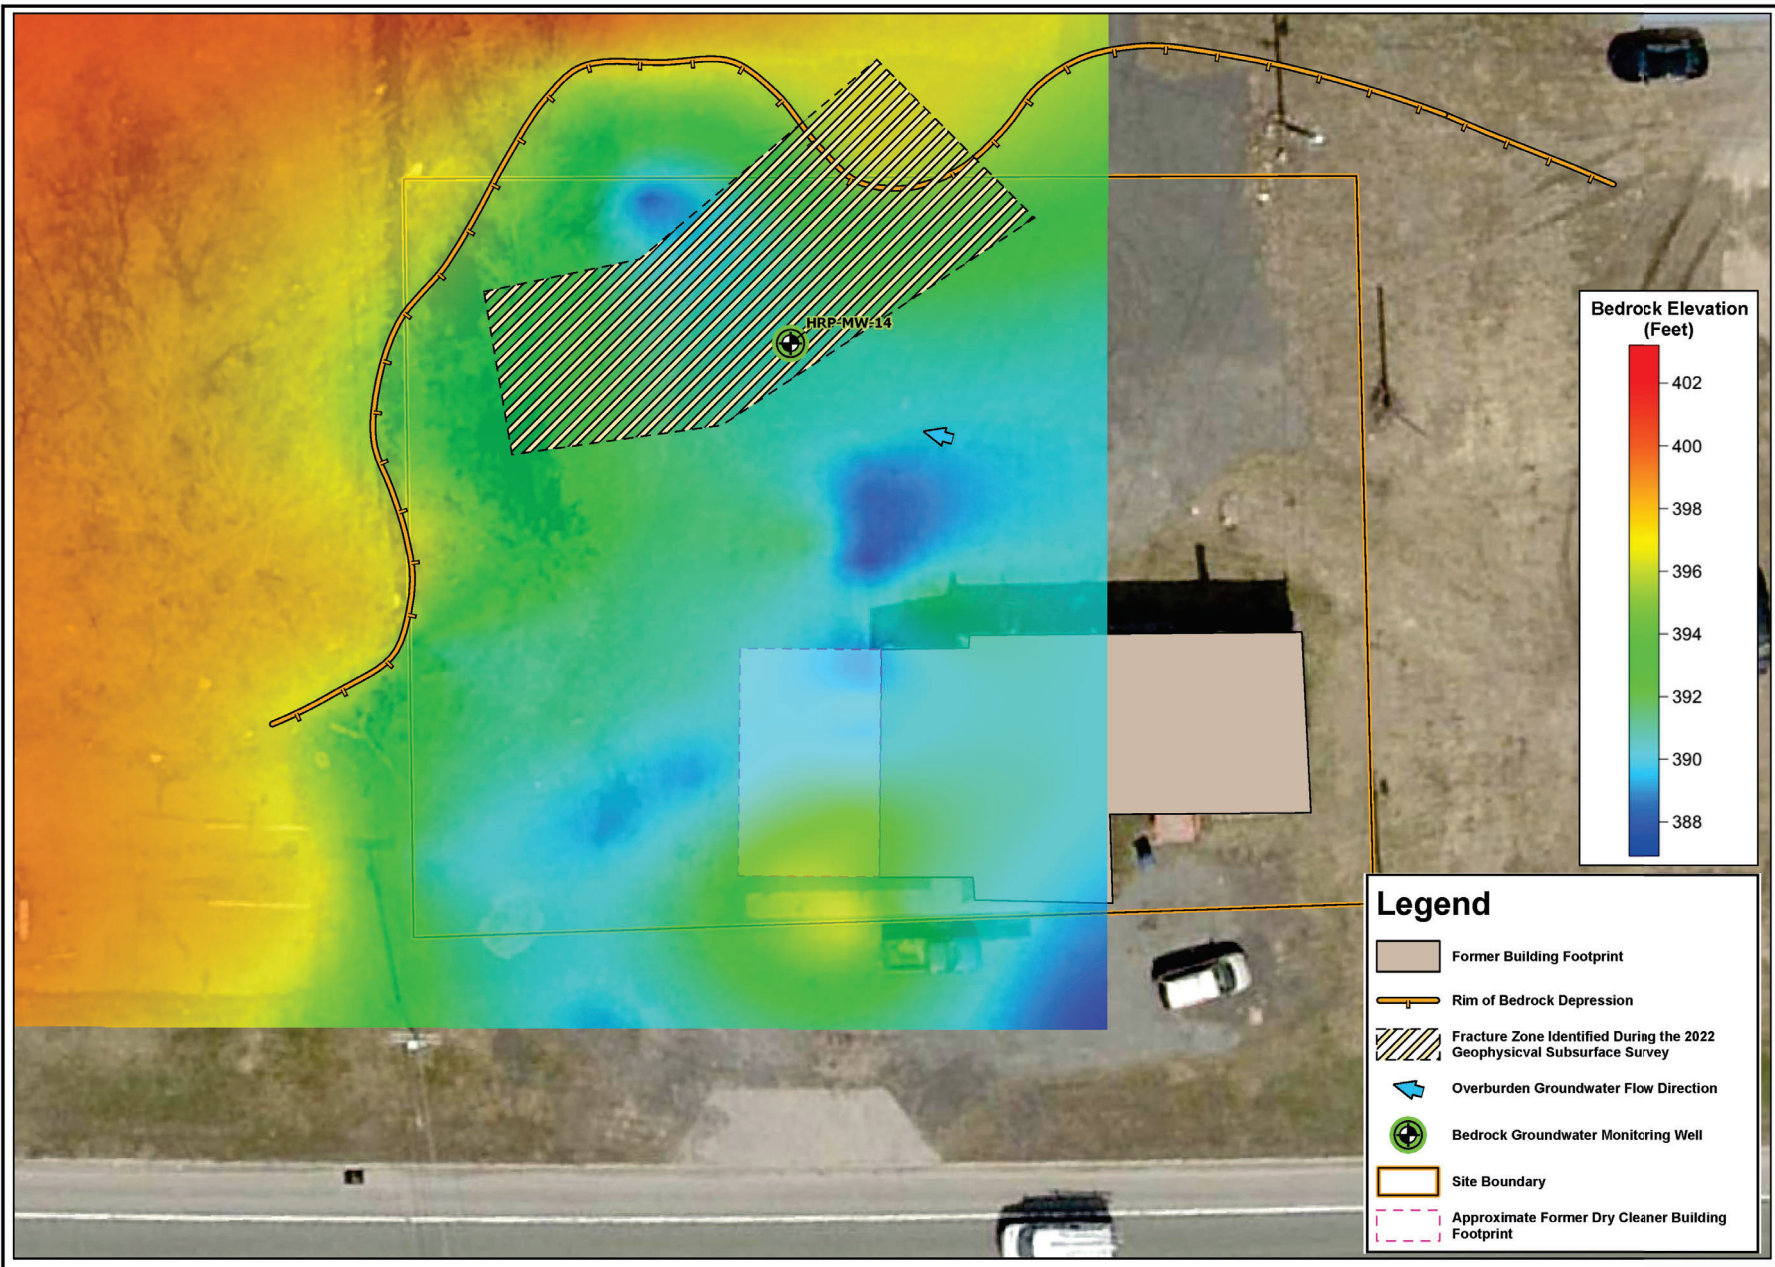 HRP-MW-14
Bedrock Elevation
(Feet)
402
400
398
396
394
392
390
388
Legend
Former Building Footprint
Rim of Bedrock Depression
Fracture Zone Identified During the 2022
Geophysicval Subsurface Survey
Overburden Groundwater Flow Direction
Bedrock Groundwater Monitoring Well
Site Boundary
Approximate Former Dry Cleaner Building
Footprint